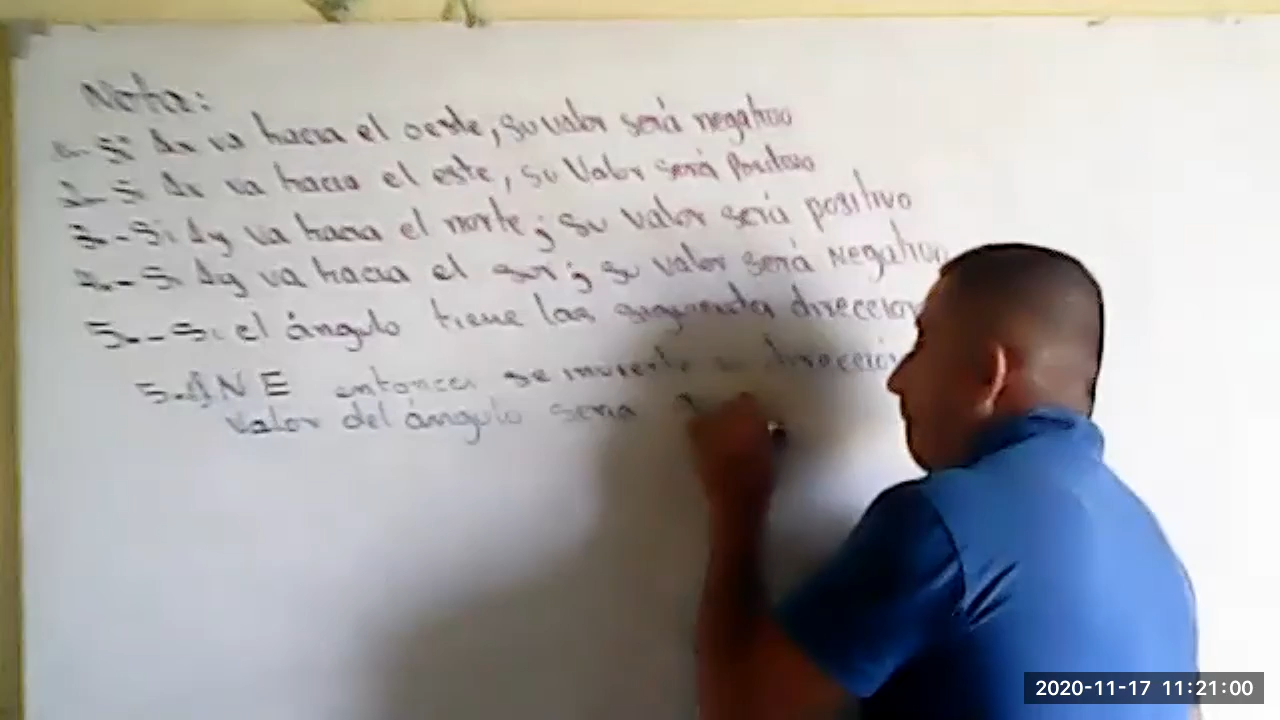 Nota:
1.- Si Δx va hacia el oeste, su valor será negativo
2.- Si Δx va hacia el este, su Valor será Positivo
3.- Si Δy va hacia el norte; su valor será positivo
4.- Si Δy va hacia el sur; su valor será Negativo
5.- Si el ángulo tiene las siguientes direccion
5.1 N E entonces se invierte su dirección
valor del ángulo seria
2020-11-17 11:21:00